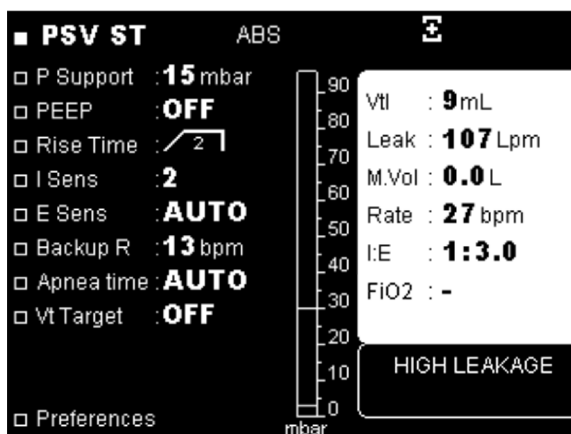 PSV ST ABS
P Support :15 mbar
PEEP :OFF
Rise Time : 2
I Sens :2
E Sens :AUTO
Backup R :13 bpm
Apnea time :AUTO
Vt Target :OFF
Preferences
90
80
70
60
50
40
30
20
10
0
mbar
VtI : 9 mL
Leak : 107 Lpm
M.Vol : 0.0 L
Rate : 27 bpm
I:E : 1:3.0
FiO2 : -
HIGH LEAKAGE